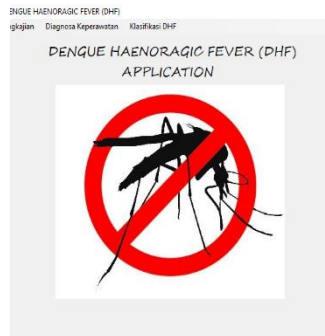 ENGUE HAENORAGIC FEVER (DHF)
gkajian Diagnosa Keperawatan Klasifikasi DHF
DENGUE HAENORAGIC FEVER (DHF)
APPLICATION